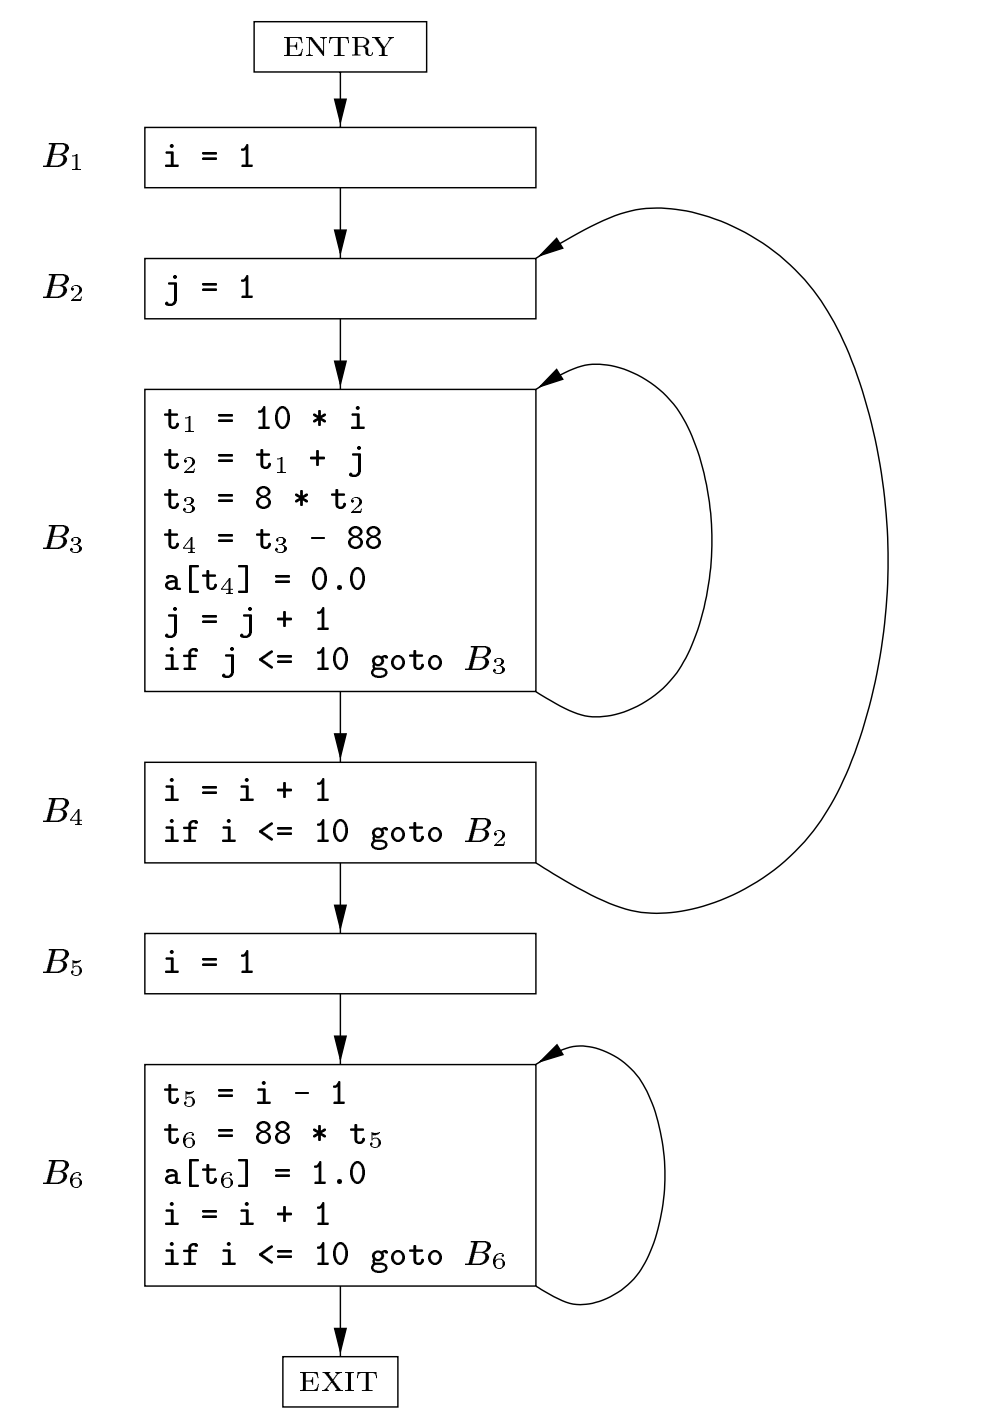 ENTRY
B₁
i = 1
B₂
j = 1
B₃
t₁ = 10 * i
t₂ = t₁ + j
t₃ = 8 * t₂
t₄ = t₃ - 88
a[t₄] = 0.0
j = j + 1
if j <= 10 goto B₃
B₄
i = i + 1
if i <= 10 goto B₂
B₅
i = 1
B₆
t₅ = i - 1
t₆ = 88 * t₅
a[t₆] = 1.0
i = i + 1
if i <= 10 goto B₆
EXIT